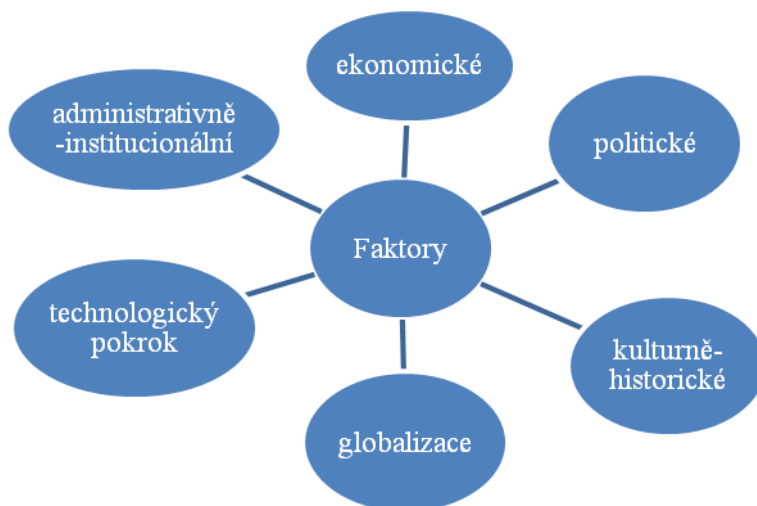 ekonomické
administrativně
-institucionální
politické
Faktory
technologický
pokrok
kulturně-
historické
globalizace